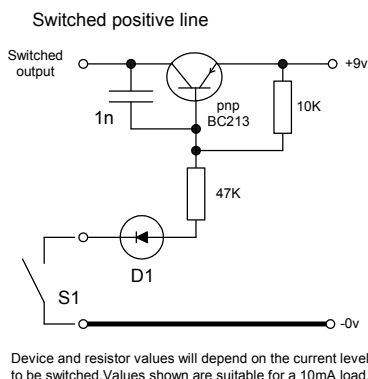 Switched positive line
Switched
output
+9v
1n
pnp
BC213
10K
47K
D1
S1
-0v
Device and resistor values will depend on the current level
to be switched.Values shown are suitable for a 10mA load.